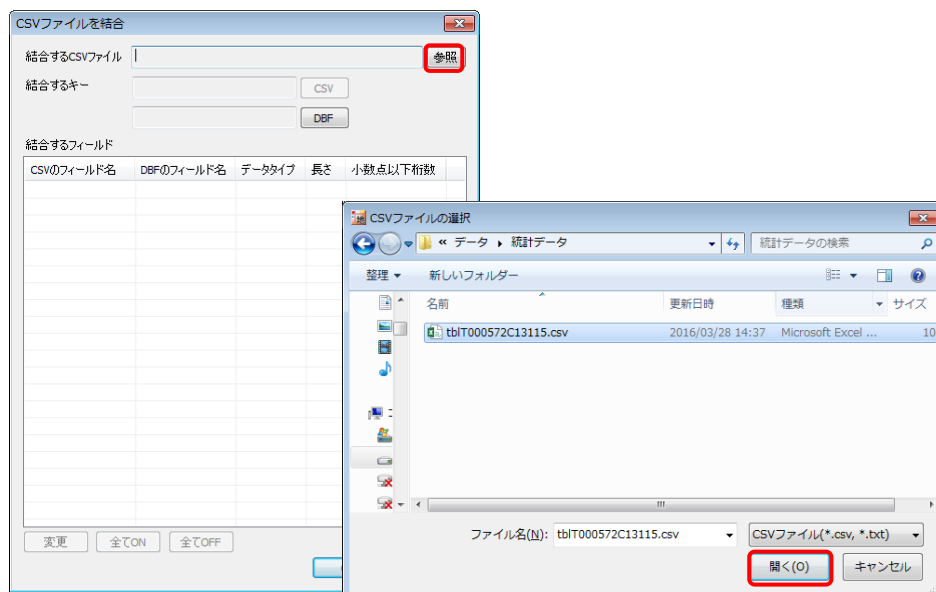 CSVファイルを結合
結合するCSVファイル 参照
結合するキー CSV
DBF
結合するフィールド
CSVのフィールド名 DBFのフィールド名 データタイプ 長さ 小数点以下桁数
CSVファイルの選択
« データ 統計データ 統計データの検索
整理 新しいフォルダー
名前 更新日時 種類 サイズ
tblT000572C13115.csv 2016/03/28 14:37 Microsoft Excel ... 10
ファイル名(N): tblT000572C13115.csv CSVファイル(*.csv, *.txt)
開く(O) キャンセル
変更 全てON 全てOFF